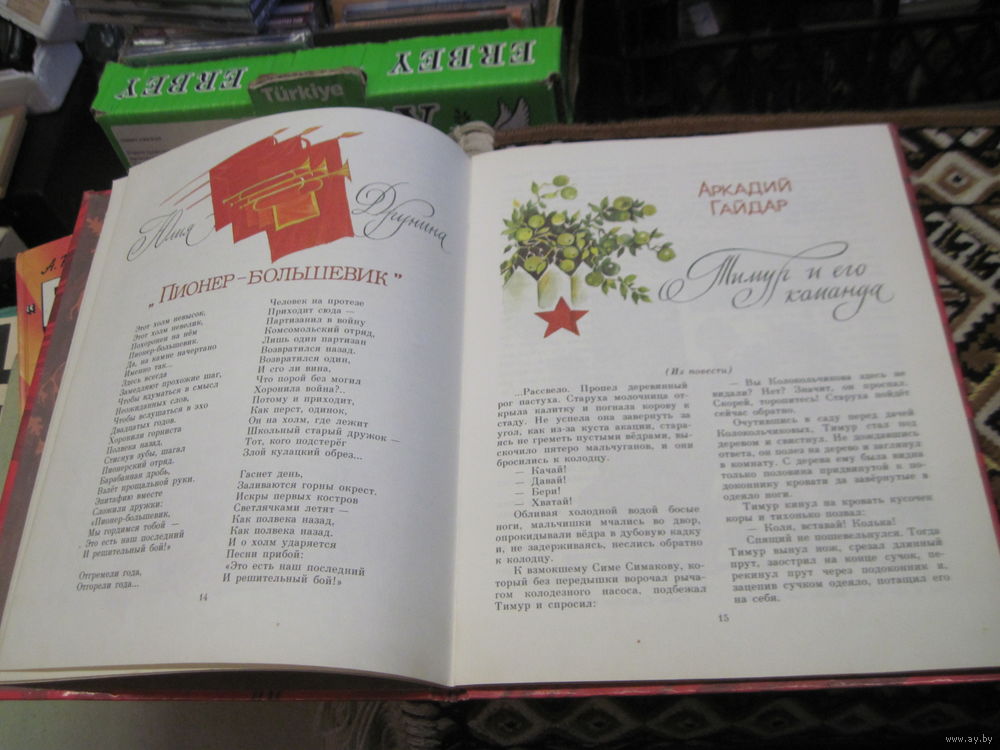 ERBEY
ERBEY
Türkiye
А.
Юлия Друнина
„Пионер-большевик”
Этот холм невысок,
Этот холм невелик,
Похоронен на нём
Пионер-большевик.
Да, на камне начертано
Именно так...
Здесь всегда
Замедляют прохожие шаг,
Чтобы вдуматься в смысл
Неожиданных слов,
Чтобы вслушаться в эхо
Двадцатых годов.
Хоронили горниста
Полвека назад,
Стиснув зубы, шагал
Пионерский отряд.
Барабанная дробь,
Взлёт прощальной руки.
Эпитафию вместе
Сложили дружки:
«Пионер-большевик,
Мы гордимся тобой —
Это есть наш последний
И решительный бой!»
Отгремели года,
Отгорели года...
Человек на протезе
Приходит сюда —
Партизанил в войну
Комсомольский отряд,
Лишь один партизан
Возвратился назад.
Возвратился один,
И его ли вина,
Что порой без могил
Хоронила война?..
Потому и приходит,
Как перст, одинок,
Он на холм, где лежит
Школьный старый дружок —
Тот, кого подстерёг
Злой кулацкий обрез...
Гаснет день,
Заливаются горны окрест.
Искры первых костров
Светлячками летят —
Как полвека назад,
Как полвека назад,
И о холм ударяется
Песни прибой:
«Это есть наш последний
И решительный бой!»
14
Аркадий
Гайдар
Тимур и его
команда
(Из повести)
...Рассвело. Пропел деревянный
рог пастуха. Старуха молочница от-
крыла калитку и погнала корову к
стаду. Не успела она завернуть за
угол, как из-за куста акации, стара-
ясь не греметь пустыми вёдрами, вы-
скочило пятеро мальчуганов, и они
бросились к колодцу.
— Качай!
— Давай!
— Бери!
— Хватай!
Обливая холодной водой босые
ноги, мальчишки мчались во двор,
опрокидывали вёдра в дубовую кадку
и, не задерживаясь, неслись обратно
к колодцу.
К взмокшему Симе Симакову, ко-
торый без передышки ворочал рыча-
гом колодезного насоса, подбежал
Тимур и спросил:
— Вы Колокольчикова здесь не
видали? Нет? Значит, он проспал.
Скорей, торопитесь! Старуха пойдёт
сейчас обратно.
Очутившись в саду перед дачей
Колокольчиковых, Тимур стал под
деревом и свистнул. Не дождавшись
ответа, он полез на дерево и заглянул
в комнату. С дерева ему была видна
только половина придвинутой к по-
доконнику кровати да завёрнутые в
одеяло ноги.
Тимур кинул на кровать кусочек
коры и тихонько позвал:
— Коля, вставай! Колька!
Спящий не пошевельнулся. Тогда
Тимур вынул нож, срезал длинный
прут, заострил на конце сучок, пе-
рекинул прут через подоконник и,
зацепив сучком одеяло, потащил его
на себя.
15
www.ay.by